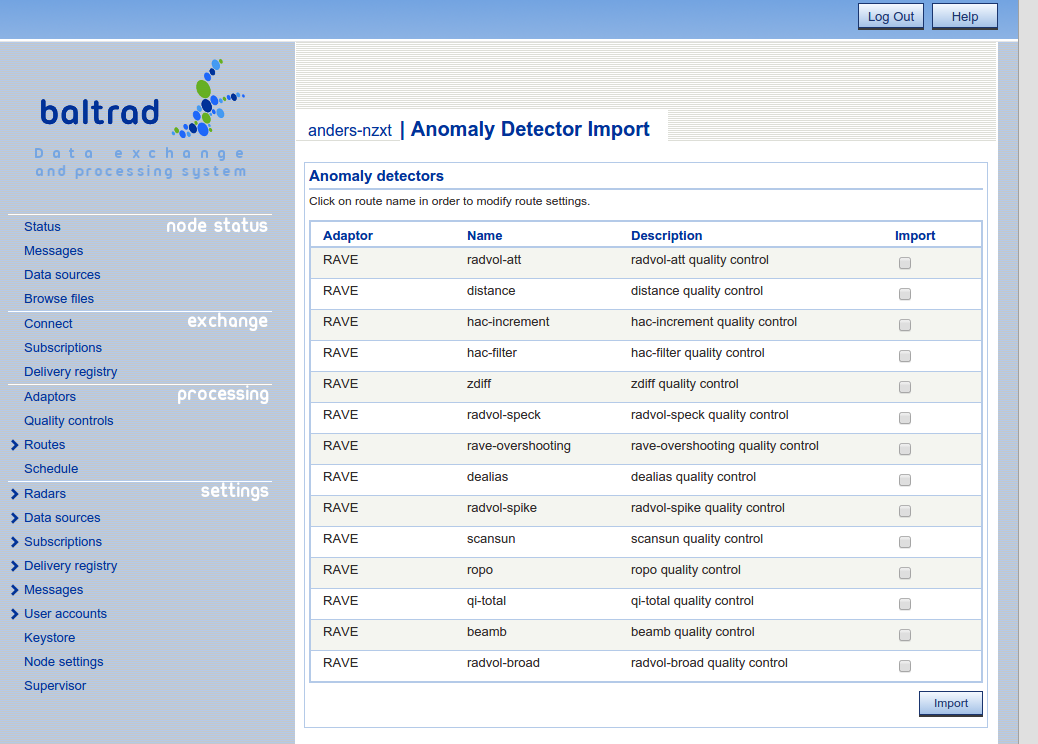 Log Out Help
baltrad
Data exchange
and processing system
node status
Status
Messages
Data sources
Browse files
exchange
Connect
Subscriptions
Delivery registry
processing
Adaptors
Quality controls
Routes
Schedule
settings
Radars
Data sources
Subscriptions
Delivery registry
Messages
User accounts
Keystore
Node settings
Supervisor
anders-nzxt | Anomaly Detector Import
Anomaly detectors
Click on route name in order to modify route settings.
Adaptor Name Description Import
RAVE radvol-att radvol-att quality control
RAVE distance distance quality control
RAVE hac-increment hac-increment quality control
RAVE hac-filter hac-filter quality control
RAVE zdiff zdiff quality control
RAVE radvol-speck radvol-speck quality control
RAVE rave-overshooting rave-overshooting quality control
RAVE dealias dealias quality control
RAVE radvol-spike radvol-spike quality control
RAVE scansun scansun quality control
RAVE ropo ropo quality control
RAVE qi-total qi-total quality control
RAVE beamb beamb quality control
RAVE radvol-broad radvol-broad quality control
Import